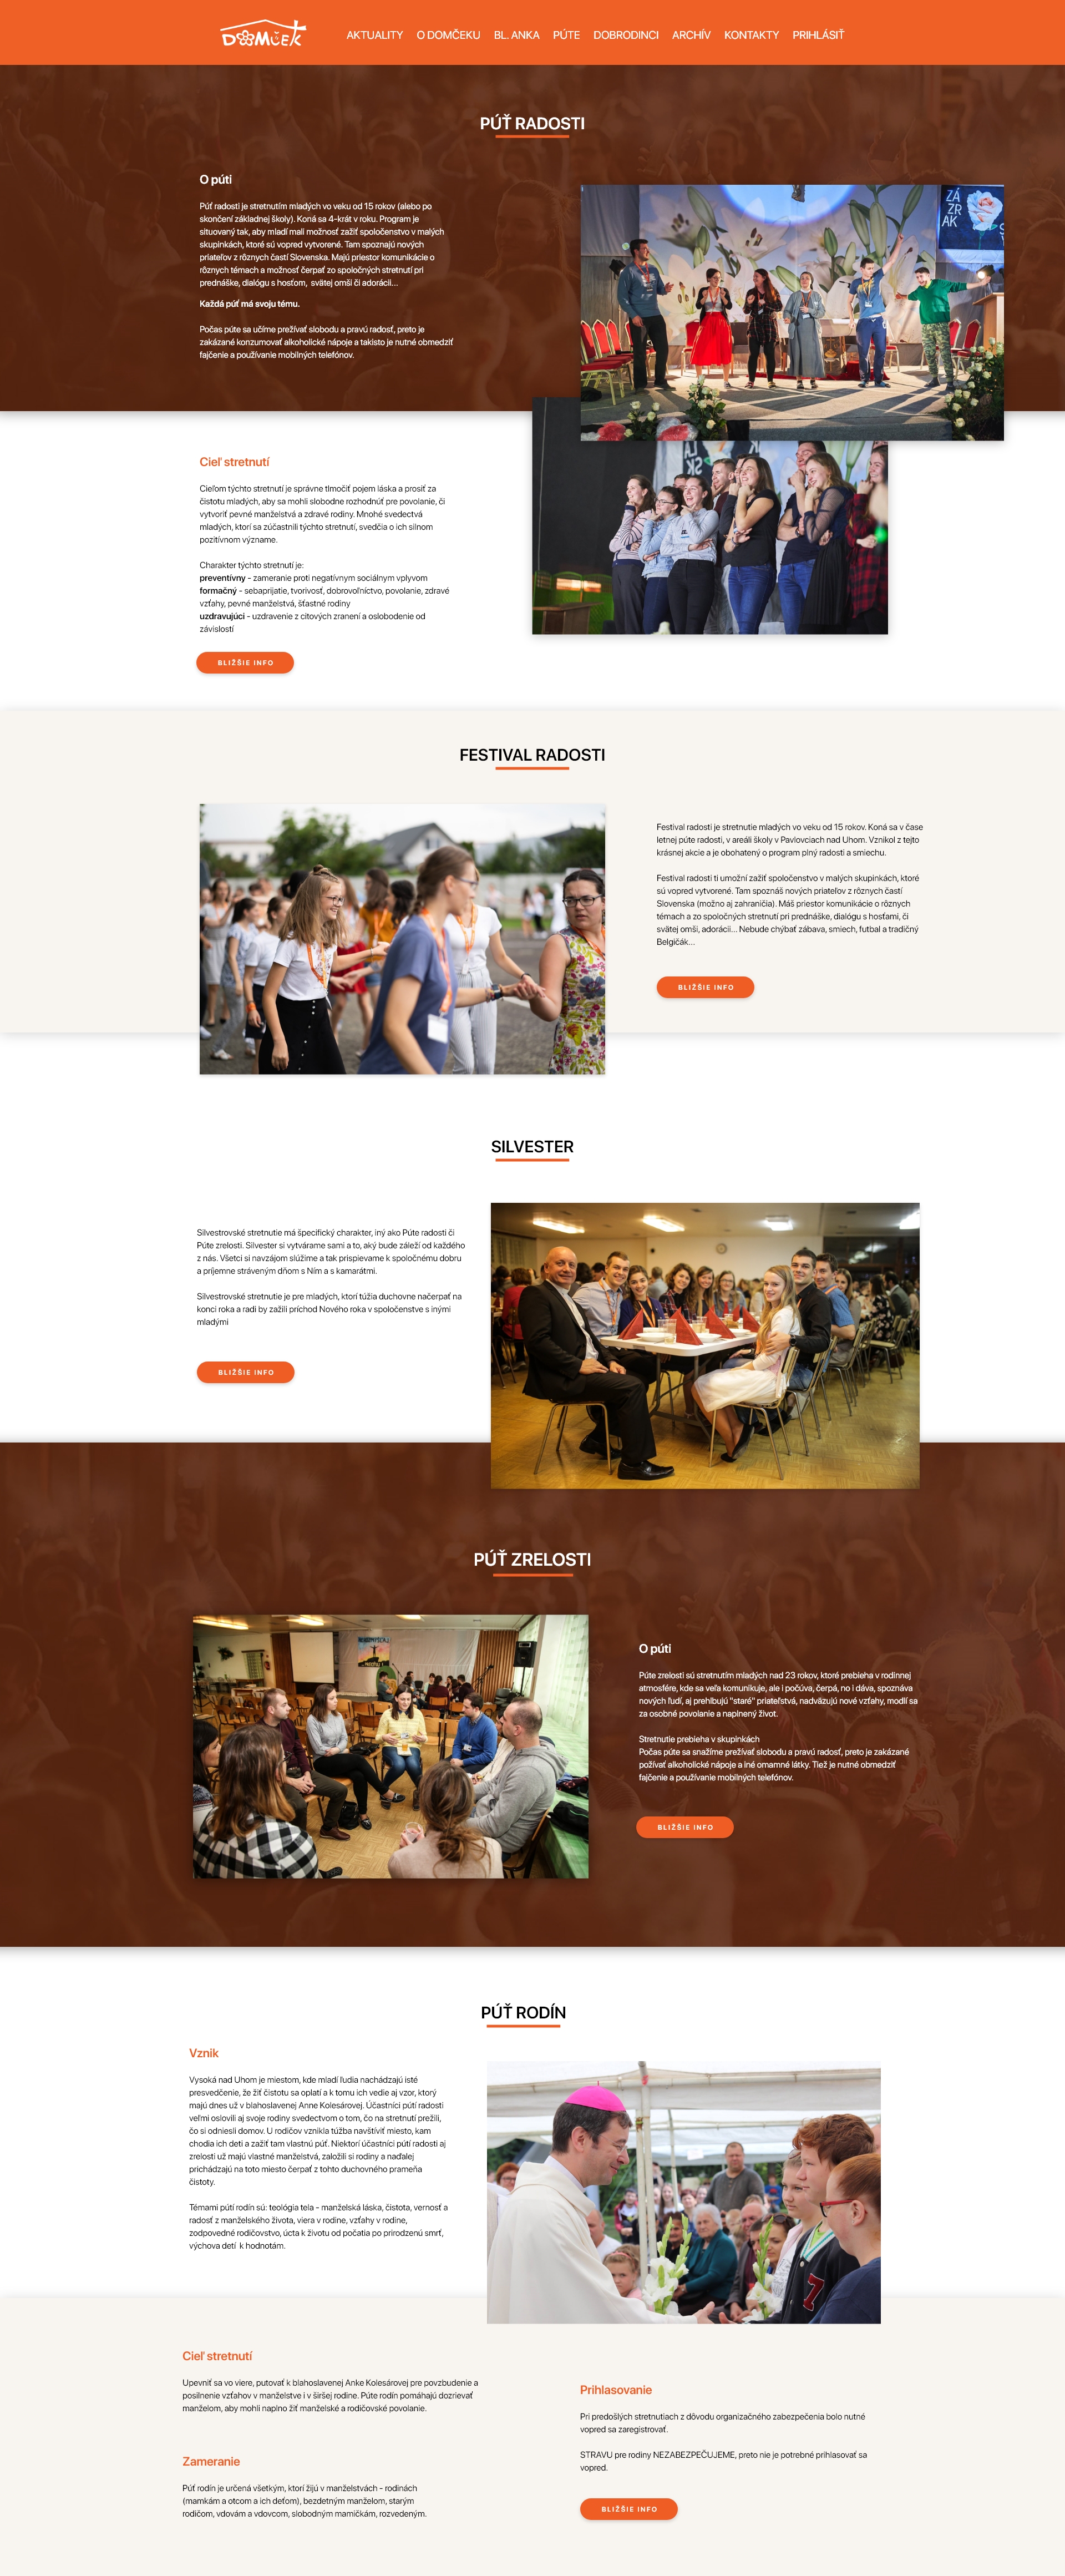 DOMČEK
AKTUALITY O DOMČEKU BL. ANKA PÚTE DOBRODINCI ARCHÍV KONTAKTY PRIHLÁSIŤ
PÚŤ RADOSTI
O púti
Púť radosti je stretnutím mladých vo veku od 15 rokov (alebo po
skončení základnej školy). Koná sa 4-krát v roku. Program je
situovaný tak, aby mladí mali možnosť zažiť spoločenstvo v malých
skupinkách, ktoré sú vopred vytvorené. Tam spoznajú nových
priateľov z rôznych častí Slovenska. Majú priestor komunikácie o
rôznych témach a možnosť čerpať zo spoločných stretnutí pri
prednáške, dialógu s hosťom, svätej omši či adorácii...
Každá púť má svoju tému.
Počas púte sa učíme prežívať slobodu a pravú radosť, preto je
zakázané konzumovať alkoholické nápoje a takisto je nutné obmedziť
fajčenie a používanie mobilných telefónov.
ZÁ
ZR
AK
Cieľ stretnutí
Cieľom týchto stretnutí je správne tlmočiť pojem láska a prosiť za
čistotu mladých, aby sa mohli slobodne rozhodnúť pre povolanie, či
vytvoriť pevné manželstvá a zdravé rodiny. Mnohé svedectvá
mladých, ktorí sa zúčastnili týchto stretnutí, svedčia o ich silnom
pozitívnom význame.
Charakter týchto stretnutí je:
preventívny - zameranie proti negatívnym sociálnym vplyvom
formačný - sebaprijatie, tvorivosť, dobrovoľníctvo, povolanie, zdravé
vzťahy, pevné manželstvá, šťastné rodiny
uzdravujúci - uzdravenie z citových zranení a oslobodenie od
závislostí
BLIŽŠIE INFO
FESTIVAL RADOSTI
Festival radosti je stretnutie mladých vo veku od 15 rokov. Koná sa v čase
letnej púte radosti, v areáli školy v Pavlovciach nad Uhom. Vznikol z tejto
krásnej akcie a je obohatený o program plný radosti a smiechu.
Festival radosti ti umožní zažiť spoločenstvo v malých skupinkách, ktoré
sú vopred vytvorené. Tam spoznáš nových priateľov z rôznych častí
Slovenska (možno aj zahraničia). Máš priestor komunikácie o rôznych
témach a zo spoločných stretnutí pri prednáške, dialógu s hosťami, či
svätej omši, adorácii... Nebude chýbať zábava, smiech, futbal a tradičný
Belgičák...
BLIŽŠIE INFO
SILVESTER
Silvestrovské stretnutie má špecifický charakter, iný ako Púte radosti či
Púte zrelosti. Silvester si vytvárame sami a to, aký bude záleží od každého
z nás. Všetci si navzájom slúžime a tak prispievame k spoločnému dobru
a príjemne stráveným dňom s Ním a s kamarátmi.
Silvestrovské stretnutie je pre mladých, ktorí túžia duchovne načerpať na
konci roka a radi by zažili príchod Nového roka v spoločenstve s inými
mladými
BLIŽŠIE INFO
PÚŤ ZRELOSTI
O púti
Púte zrelosti sú stretnutím mladých nad 23 rokov, ktoré prebieha v rodinnej
atmosfére, kde sa veľa komunikuje, ale i počúva, čerpá, no i dáva, spoznáva
nových ľudí, aj prehlbujú "staré" priateľstvá, nadväzujú nové vzťahy, modlí sa
za osobné povolanie a naplnený život.
Stretnutie prebieha v skupinkách
Počas púte sa snažíme prežívať slobodu a pravú radosť, preto je zakázané
požívať alkoholické nápoje a iné omamné látky. Tiež je nutné obmedziť
fajčenie a používanie mobilných telefónov.
BLIŽŠIE INFO
PÚŤ RODÍN
Vznik
Vysoká nad Uhom je miestom, kde mladí ľudia nachádzajú isté
presvedčenie, že žiť čistotu sa oplatí a k tomu ich vedie aj vzor, ktorý
majú dnes už v blahoslavenej Anne Kolesárovej. Účastníci pútí radosti
veľmi oslovili aj svoje rodiny svedectvom o tom, čo na stretnutí prežili,
čo si odniesli domov. U rodičov vznikla túžba navštíviť miesto, kam
chodia ich deti a zažiť tam vlastnú púť. Niektorí účastníci pútí radosti aj
zrelosti už majú vlastné manželstvá, založili si rodiny a naďalej
prichádzajú na toto miesto čerpať z tohto duchovného prameňa
čistoty.
Témami pútí rodín sú: teológia tela - manželská láska, čistota, vernosť a
radosť z manželského života, viera v rodine, vzťahy v rodine,
zodpovedné rodičovstvo, úcta k životu od počatia po prirodzenú smrť,
výchova detí k hodnotám.
7
Cieľ stretnutí
Upevniť sa vo viere, putovať k blahoslavenej Anke Kolesárovej pre povzbudenie a
posilnenie vzťahov v manželstve i v širšej rodine. Púte rodín pomáhajú dozrievať
manželom, aby mohli naplno žiť manželské a rodičovské povolanie.
Zameranie
Púť rodín je určená všetkým, ktorí žijú v manželstvách - rodinách
(mamkám a otcom a ich deťom), bezdetným manželom, starým
rodičom, vdovám a vdovcom, slobodným mamičkám, rozvedeným.
Prihlasovanie
Pri predošlých stretnutiach z dôvodu organizačného zabezpečenia bolo nutné
vopred sa zaregistrovať.
STRAVU pre rodiny NEZABEZPEČUJEME, preto nie je potrebné prihlasovať sa
vopred.
BLIŽŠIE INFO